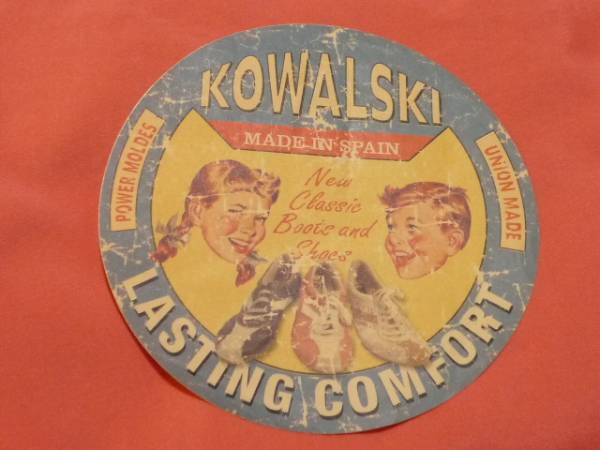 KOWALSKI
MADE IN SPAIN
POWER MOLDES
UNION MADE
New
Classic
Boots and
Shoes
LASTING COMFORT